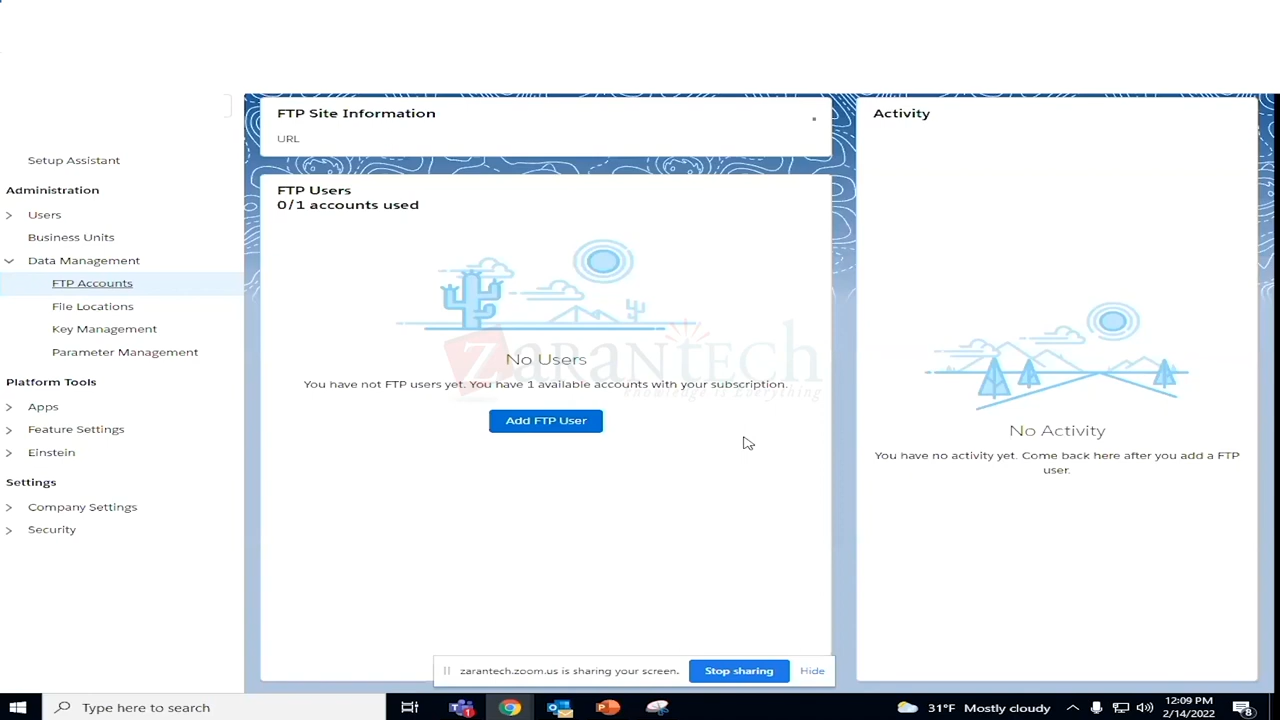 FTP Site Information
URL
Activity
Setup Assistant
Administration
Users
Business Units
Data Management
FTP Accounts
File Locations
Key Management
Parameter Management
Platform Tools
Apps
Feature Settings
Einstein
Settings
Company Settings
Security
FTP Users
0/1 accounts used
No Users
You have not FTP users yet. You have 1 available accounts with your subscription.
Add FTP User
ZARANTECH
knowledge is Everything
No Activity
You have no activity yet. Come back here after you add a FTP
user.
zarantech.zoom.us is sharing your screen.
Stop sharing
Hide
Type here to search
1
31°F Mostly cloudy
12:09 PM
2/14/2022
8